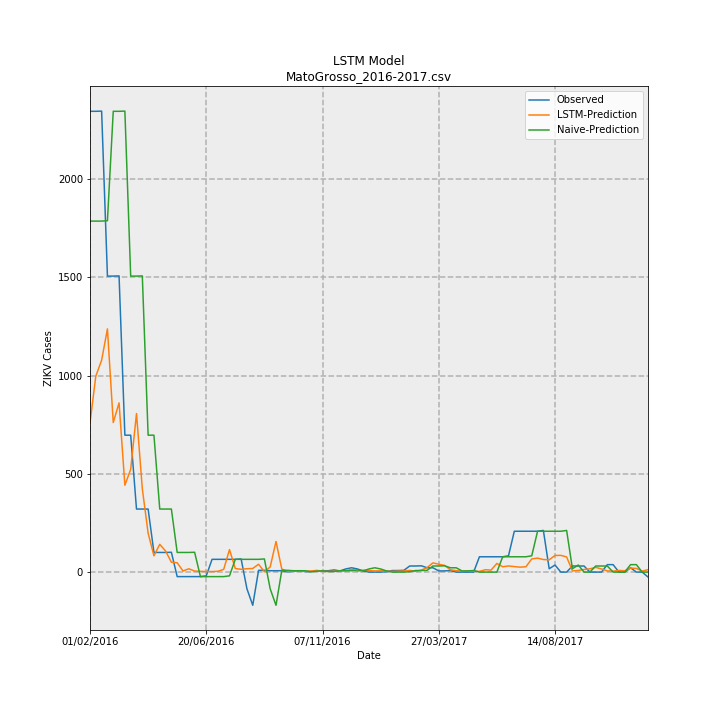 LSTM Model
MatoGrosso_2016-2017.csv
Observed
LSTM-Prediction
Naive-Prediction
2000
1500
1000
500
0
ZIKV Cases
01/02/2016
20/06/2016
07/11/2016
27/03/2017
14/08/2017
Date